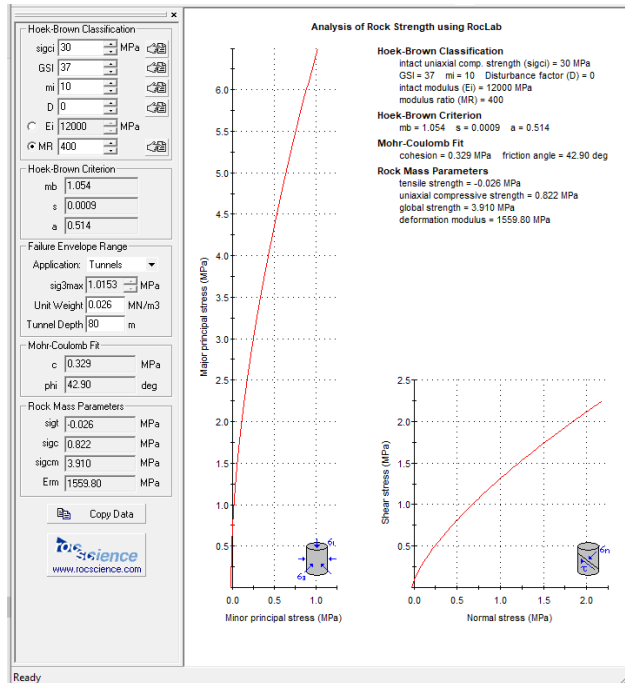 Hoek-Brown Classification
sigci 30 MPa
GSI 37
mi 10
D 0
Ei 12000 MPa
MR 400
Hoek-Brown Criterion
mb 1.054
s 0.0009
a 0.514
Failure Envelope Range
Application: Tunnels
sig3max 1.0153 MPa
Unit Weight 0.026 MN/m3
Tunnel Depth 80 m
Mohr-Coulomb Fit
c 0.329 MPa
phi 42.90 deg
Rock Mass Parameters
sigt -0.026 MPa
sigc 0.822 MPa
sigcm 3.910 MPa
Erm 1559.80 MPa
Copy Data
rocscience
www.rocscience.com
Ready
Analysis of Rock Strength using RocLab
Hoek-Brown Classification
intact uniaxial comp. strength (sigci) = 30 MPa
GSI = 37 mi = 10 Disturbance factor (D) = 0
intact modulus (Ei) = 12000 MPa
modulus ratio (MR) = 400
Hoek-Brown Criterion
mb = 1.054 s = 0.0009 a = 0.514
Mohr-Coulomb Fit
cohesion = 0.329 MPa friction angle = 42.90 deg
Rock Mass Parameters
tensile strength = -0.026 MPa
uniaxial compressive strength = 0.822 MPa
global strength = 3.910 MPa
deformation modulus = 1559.80 MPa
Major principal stress (MPa)
6.0
5.5
5.0
4.5
4.0
3.5
3.0
2.5
2.0
1.5
1.0
0.5
0.0 0.5 1.0
Minor principal stress (MPa)
σ1
σ3
Shear stress (MPa)
2.5
2.0
1.5
1.0
0.5
0.0 0.5 1.0 1.5 2.0
Normal stress (MPa)
σn
τ